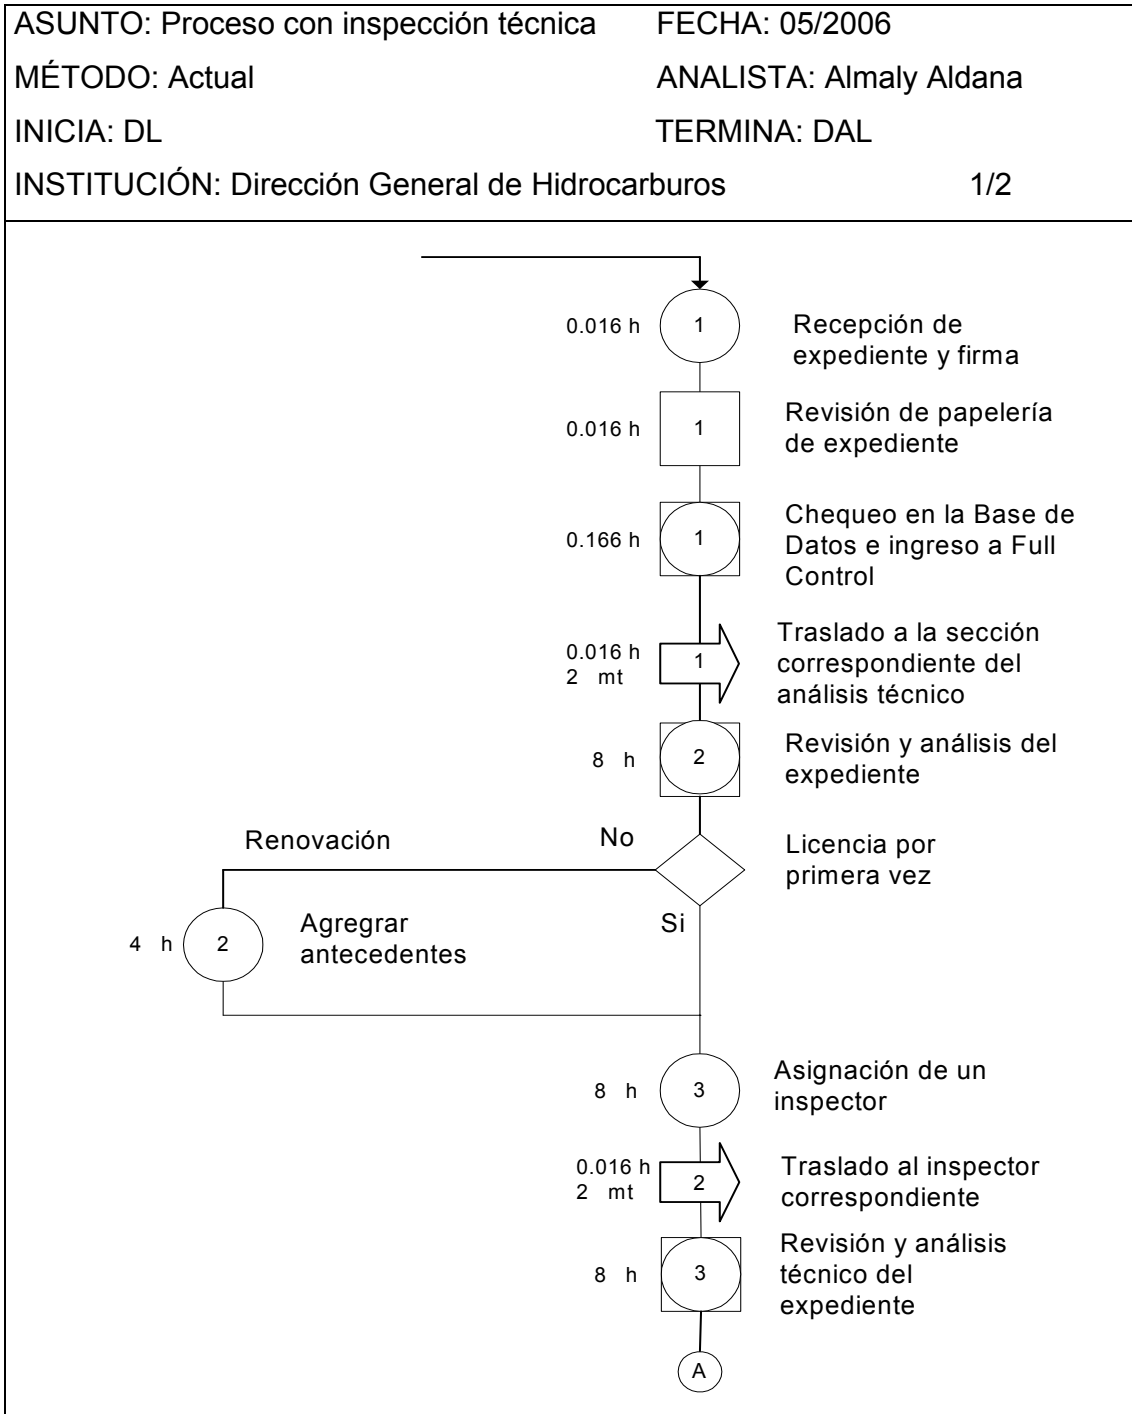 ASUNTO: Proceso con inspección técnica FECHA: 05/2006
MÉTODO: Actual ANALISTA: Almaly Aldana
INICIA: DL TERMINA: DAL
INSTITUCIÓN: Dirección General de Hidrocarburos 1/2
0.016 h 1 Recepción de
expediente y firma
0.016 h 1 Revisión de papelería
de expediente
0.166 h 1 Chequeo en la Base de
Datos e ingreso a Full
Control
0.016 h
2 mt
1
Traslado a la sección
correspondiente del
análisis técnico
8 h 2 Revisión y análisis del
expediente
Renovación No Licencia por
primera vez
Si
4 h 2 Agregrar
antecedentes
8 h 3 Asignación de un
inspector
0.016 h
2 mt
2
Traslado al inspector
correspondiente
8 h 3 Revisión y análisis
técnico del
expediente
A